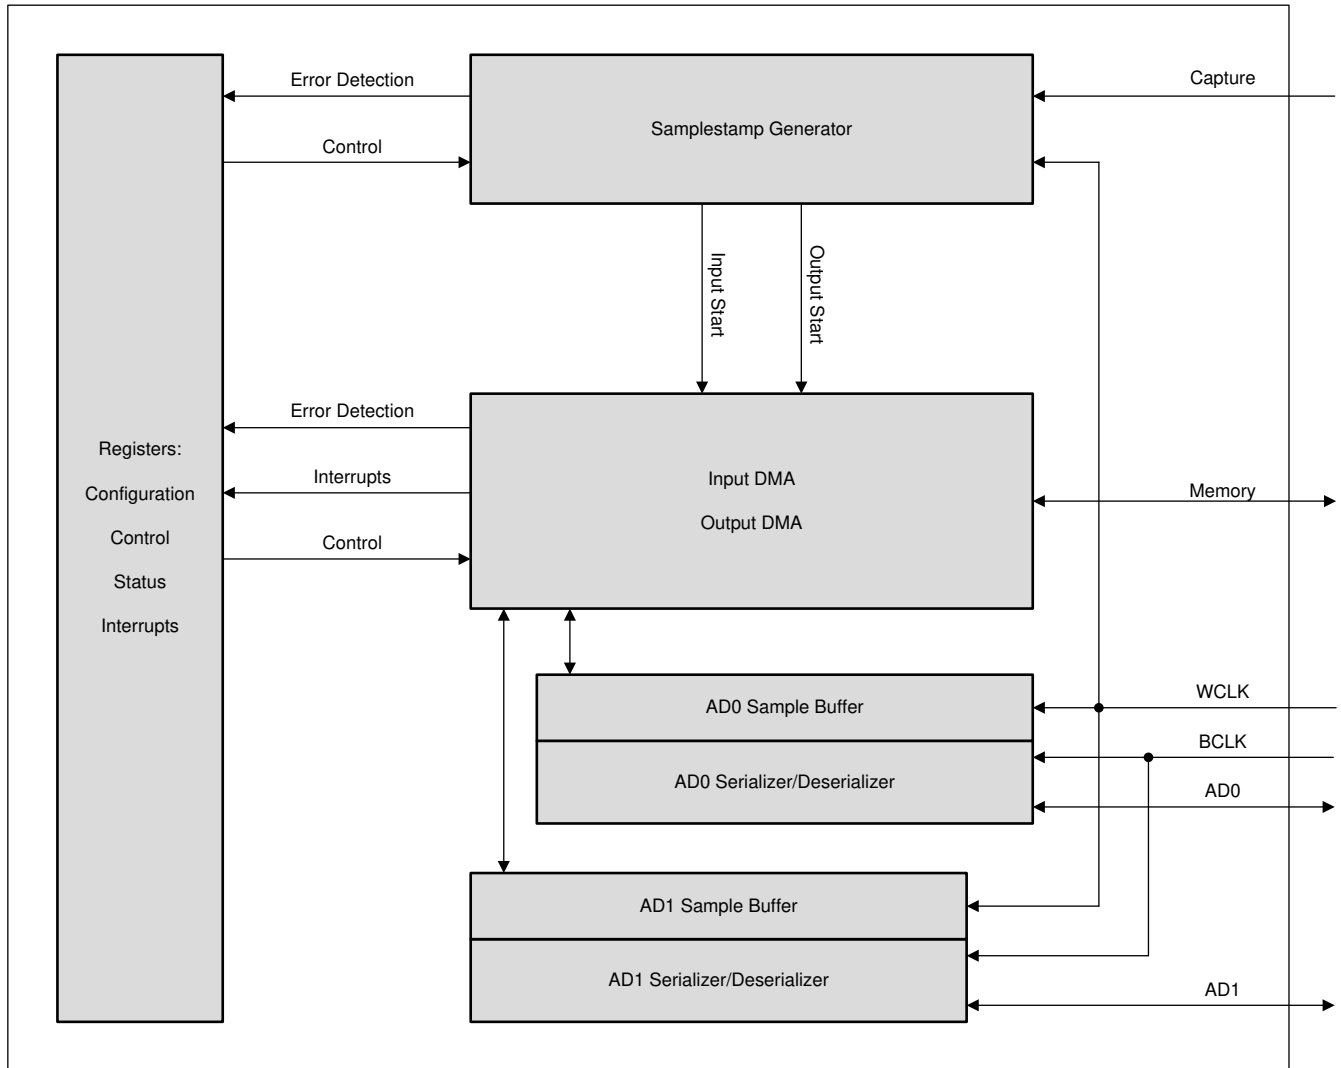 Error Detection
Capture
Samplestamp Generator
Control
Input Start
Output Start
Error Detection
Registers:
Configuration
Control
Status
Interrupts
Interrupts
Input DMA
Output DMA
Memory
Control
WCLK
AD0 Sample Buffer
BCLK
AD0 Serializer/Deserializer
AD0
AD1 Sample Buffer
AD1 Serializer/Deserializer
AD1